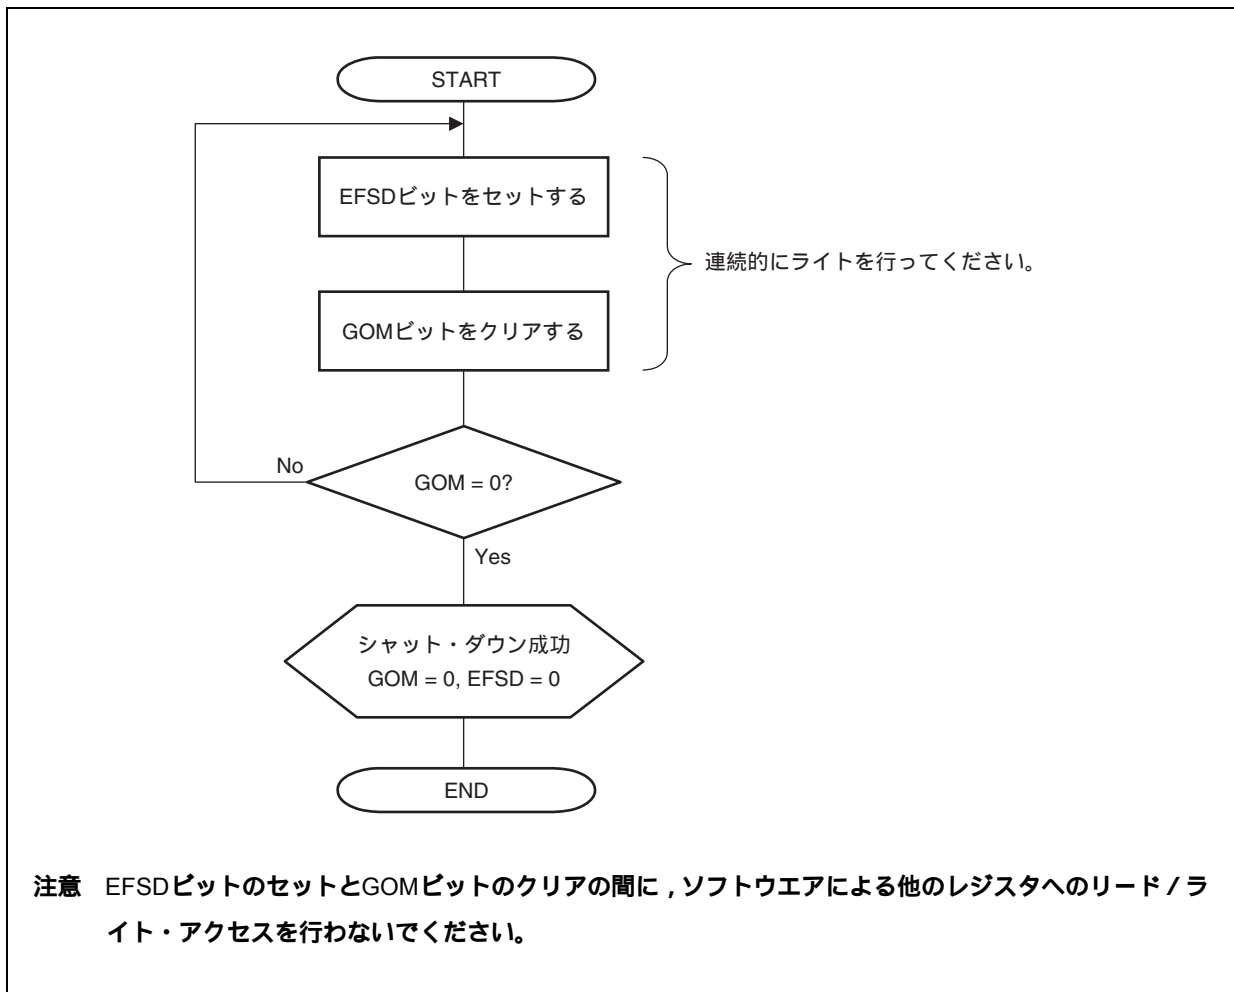 START
EFSDビットをセットする
連続的にライトを行ってください。
GOMビットをクリアする
No
GOM = 0?
Yes
シャット・ダウン成功
GOM = 0, EFSD = 0
END
注意 EFSDビットのセットとGOMビットのクリアの間に，ソフトウエアによる他のレジスタへのリード／ラ
イト・アクセスを行わないでください。